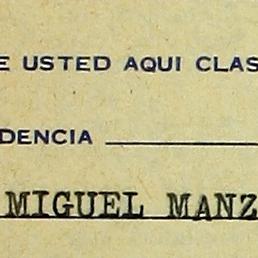 E USTED AQUI CLAS
DENCIA
MIGUEL MANZ